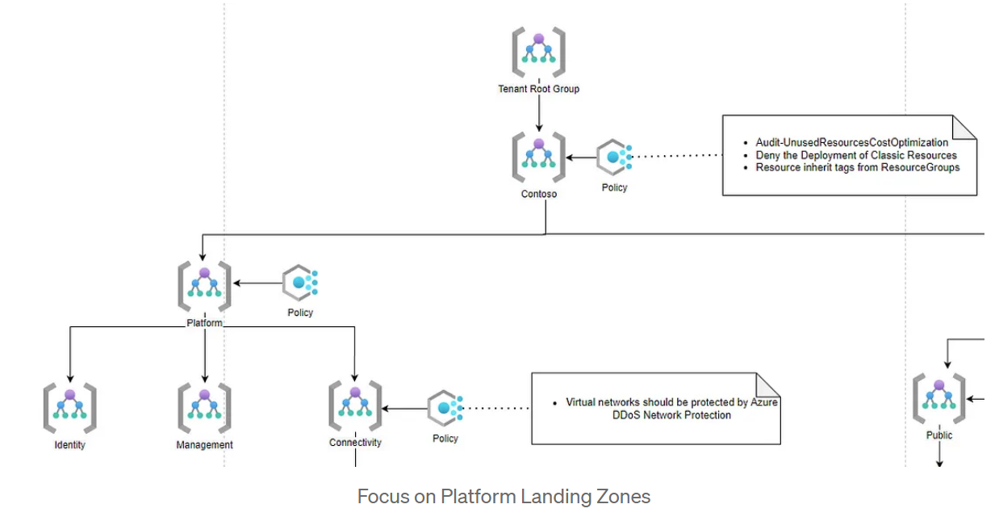 Tenant Root Group
Contoso
Policy
• Audit-UnusedResourcesCostOptimization
• Deny the Deployment of Classic Resources
• Resource inherit tags from ResourceGroups
Platform
Policy
Identity
Management
Connectivity
Policy
• Virtual networks should be protected by Azure
DDoS Network Protection
Public
Focus on Platform Landing Zones